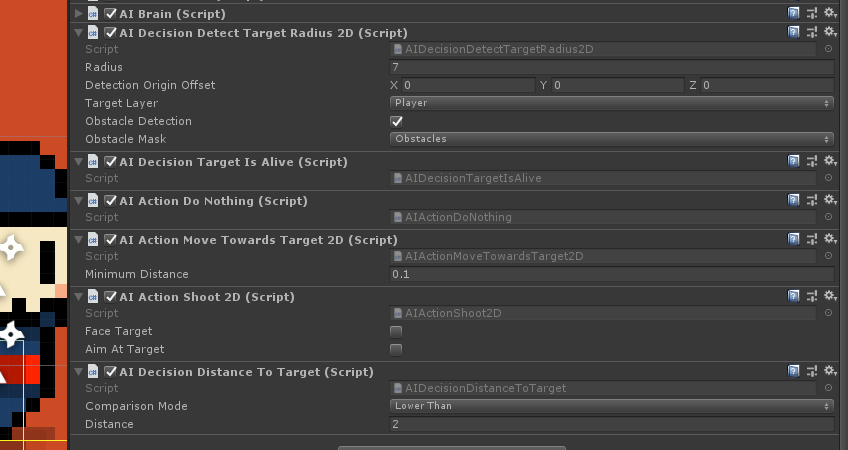 AI Brain (Script)
AI Decision Detect Target Radius 2D (Script)
Script AIDecisionDetectTargetRadius2D
Radius 7
Detection Origin Offset X 0 Y 0 Z 0
Target Layer Player
Obstacle Detection
Obstacle Mask Obstacles
AI Decision Target Is Alive (Script)
Script AIDecisionTargetIsAlive
AI Action Do Nothing (Script)
Script AIActionDoNothing
AI Action Move Towards Target 2D (Script)
Script AIActionMoveTowardsTarget2D
Minimum Distance 0.1
AI Action Shoot 2D (Script)
Script AIActionShoot2D
Face Target
Aim At Target
AI Decision Distance To Target (Script)
Script AIDecisionDistanceToTarget
Comparison Mode Lower Than
Distance 2